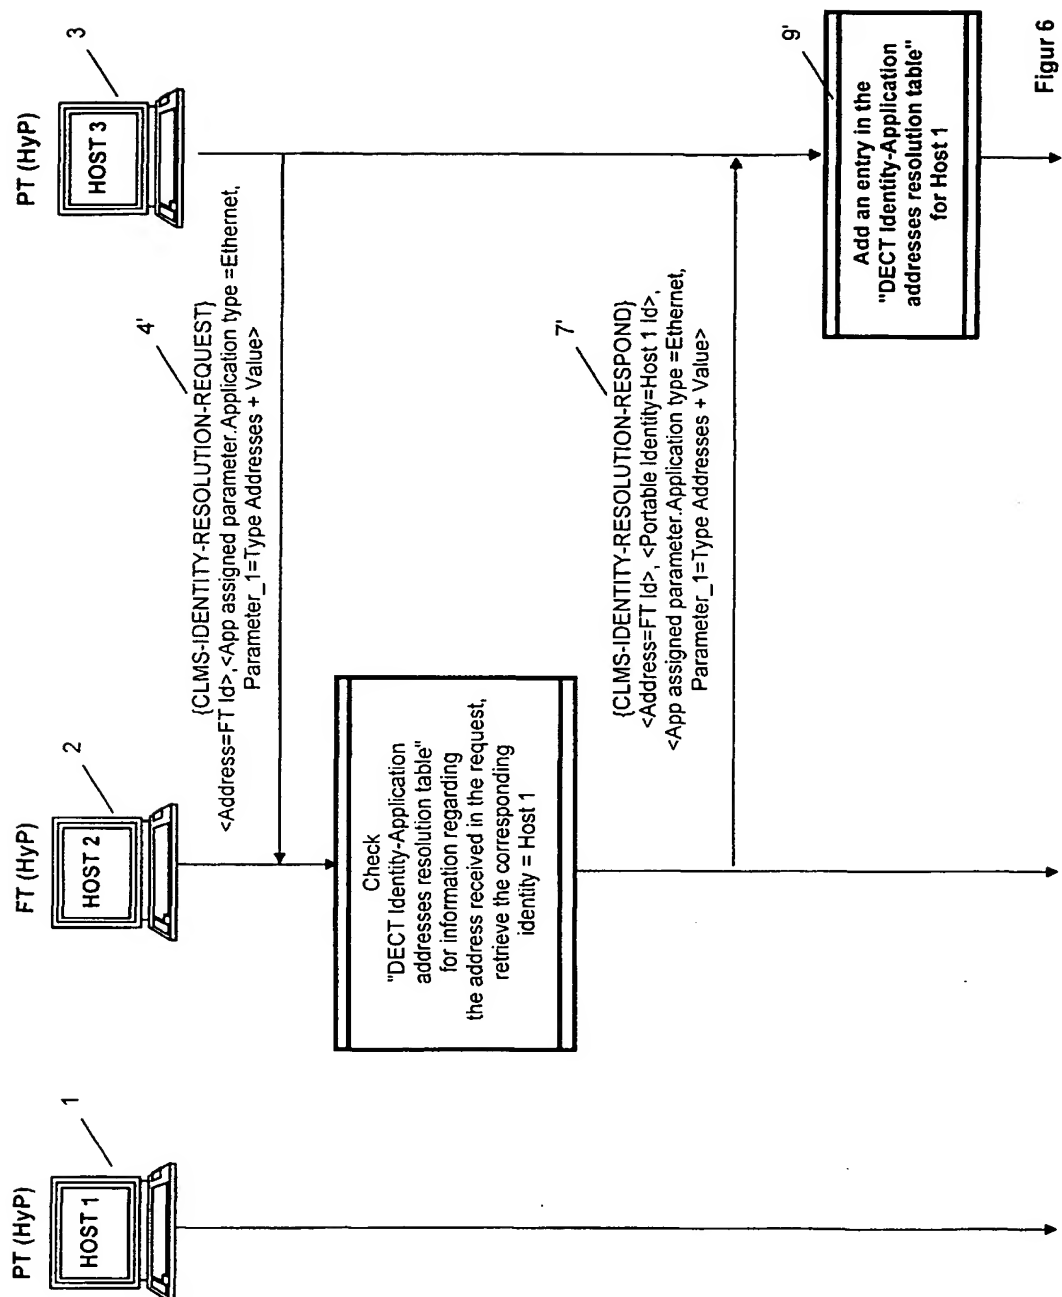 PT (HyP)
HOST 1
1
FT (HyP)
HOST 2
2
PT (HyP)
HOST 3
3
4'
{CLMS-IDENTITY-RESOLUTION-REQUEST}
<Address=FT Id>,<App assigned parameter.Application type =Ethernet,
Parameter_1=Type Addresses + Value>
Check
"DECT Identity-Application
addresses resolution table"
for information regarding
the address received in the request,
retrieve the corresponding
identity = Host 1
7'
{CLMS-IDENTITY-RESOLUTION-RESPOND}
<Address=FT Id>, <Portable Identity=Host 1 Id>,
<App assigned parameter.Application type =Ethernet,
Parameter_1=Type Addresses + Value>
9'
Add an entry in the
"DECT Identity-Application
addresses resolution table"
for Host 1
Figur 6